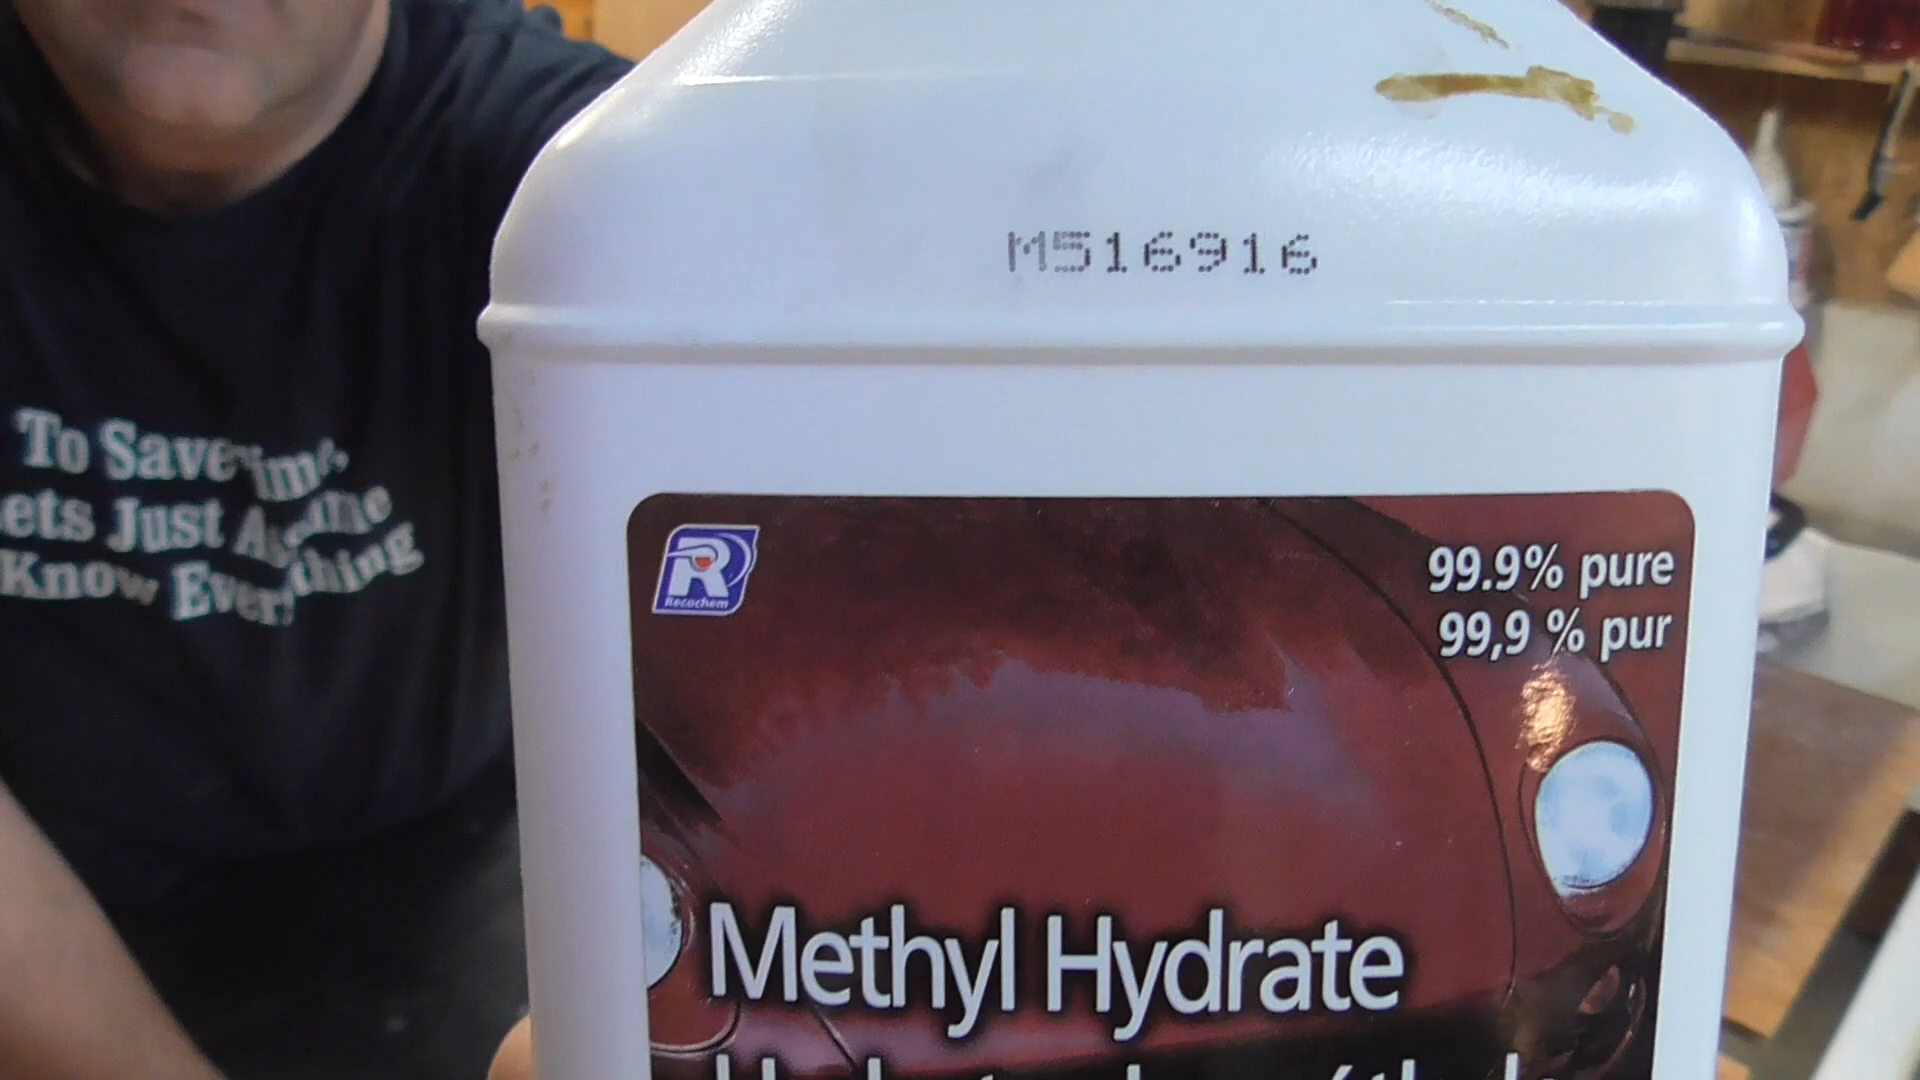 M516916
To Save Time,
Lets Just Assume
Know Everything
Recochem
99.9% pure
99,9 % pur
Methyl Hydrate